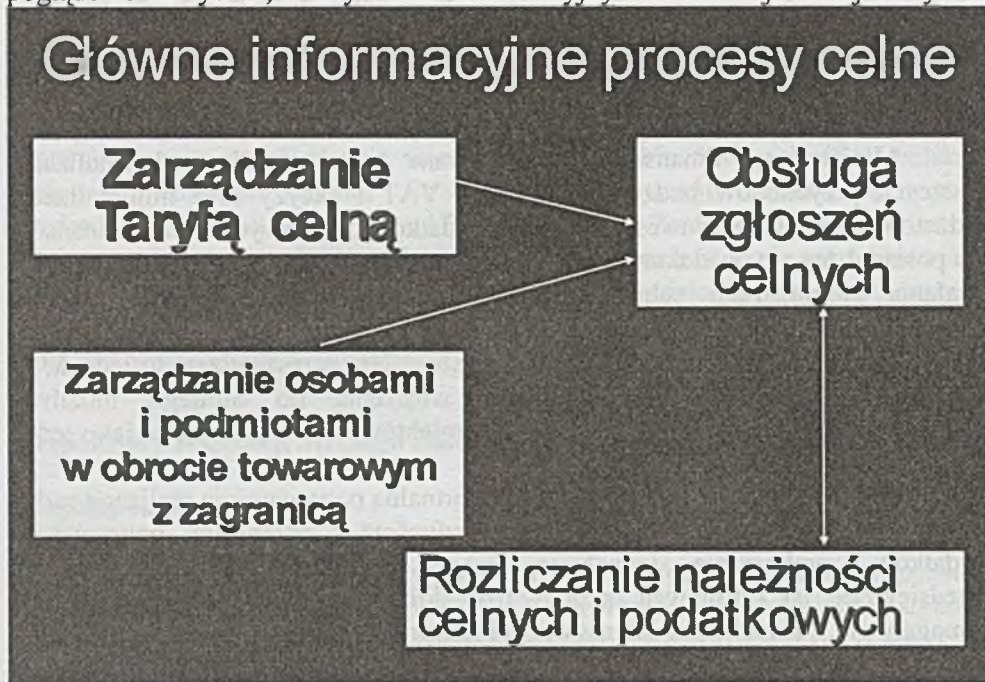 Główne informacyjne procesy celne
Zarządzanie
Taryfą celną
Obsługa
zgłoszeń
celnych
Zarządzanie osobami
i podmiotami
w obrocie towarowym
z zagranicą
Rozliczanie należności
celnych i podatkowych